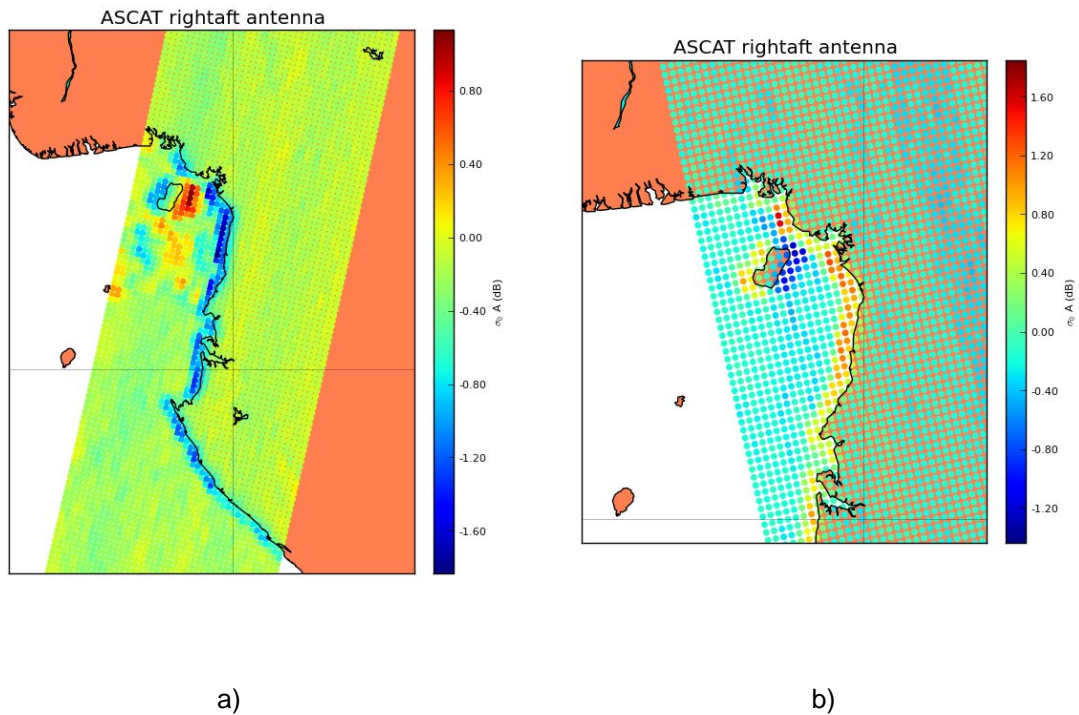 ASCAT rightaft antenna
0.80
0.40
0.00
-0.40
-0.80
-1.20
-1.60
σ₀ A (dB)
a)
ASCAT rightaft antenna
1.60
1.20
0.80
0.40
0.00
-0.40
-0.80
-1.20
σ₀ A (dB)
b)